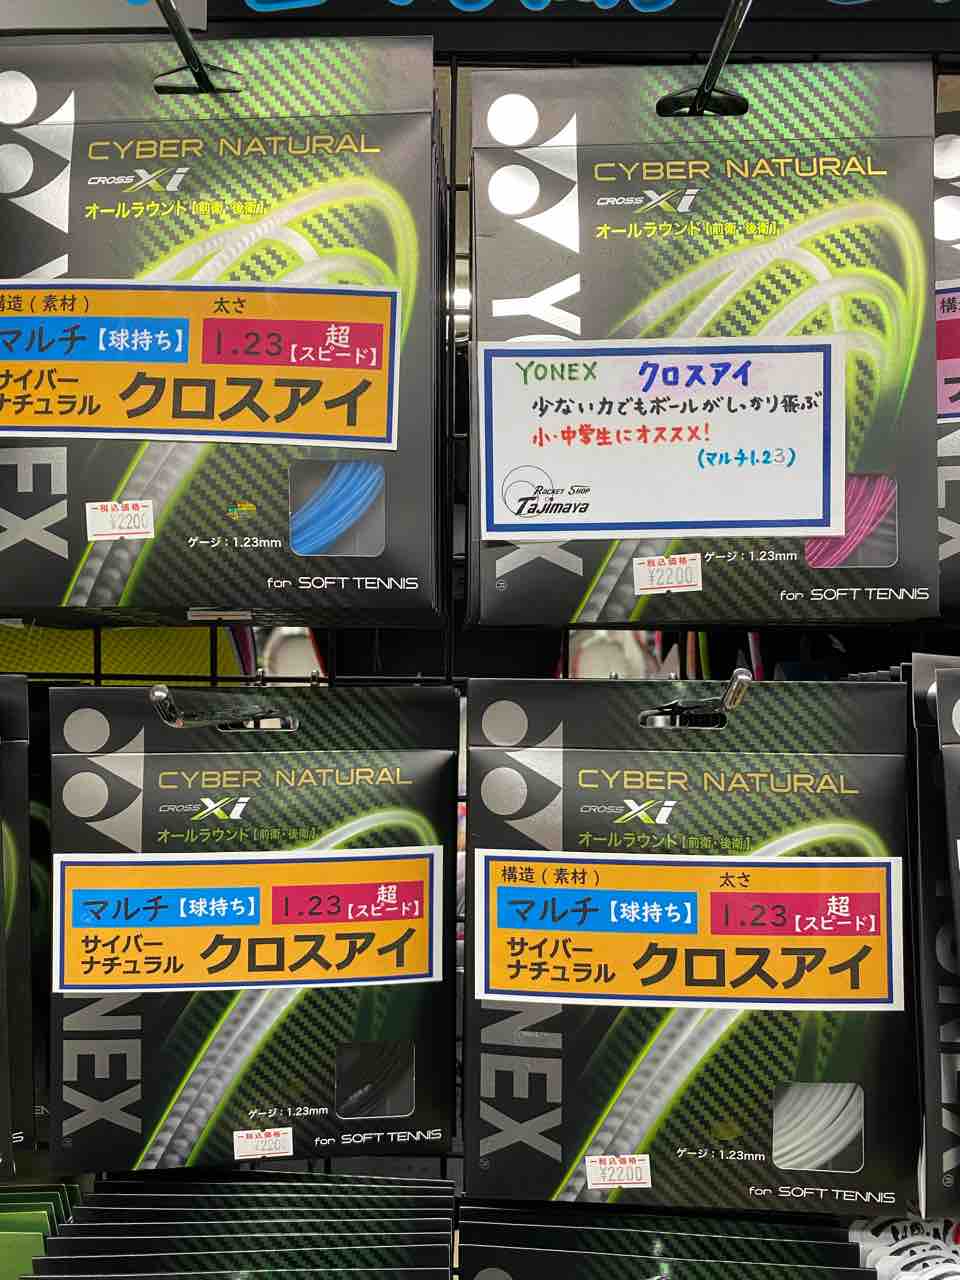 CYBER NATURAL
CROSS Xi
オールラウンド【前衛・後衛】
構造(素材) 太さ
マルチ【球持ち】 1.23 超【スピード】
サイバー
ナチュラル クロスアイ
税込価格
¥2200
ゲージ：1.23mm
for SOFT TENNIS
YONEX
CYBER NATURAL
CROSS Xi
オールラウンド【前衛・後衛】
YONEX クロスアイ
少ない力でもボールがしっかり飛ぶ
小・中学生にオススメ!
(マルチ1.23)
RACKET SHOP
Tajimaya
税込価格
¥2200
ゲージ：1.23mm
for SOFT TENNIS
CYBER NATURAL
CROSS Xi
オールラウンド【前衛・後衛】
マルチ【球持ち】 1.23 超【スピード】
サイバー
ナチュラル クロスアイ
NEX
ゲージ：1.23mm
税込価格
¥2200
for SOFT TENNIS
CYBER NATURAL
CROSS Xi
オールラウンド【前衛・後衛】
構造(素材) 太さ
マルチ【球持ち】 1.23 超【スピード】
サイバー
ナチュラル クロスアイ
ONEX
ゲージ：1.23mm
税込価格
¥2200
for SOFT TENNIS